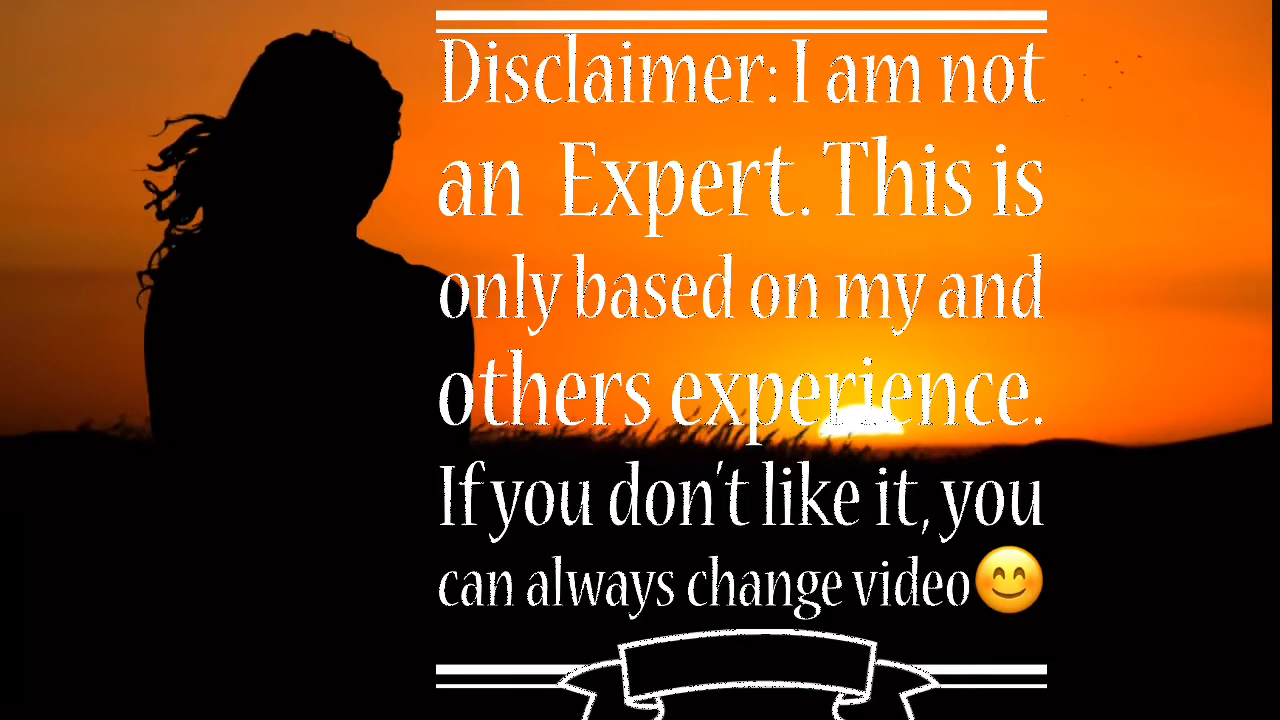 Disclaimer: I am not
an Expert. This is
only based on my and
others experience.
If you don't like it, you
can always change video😊